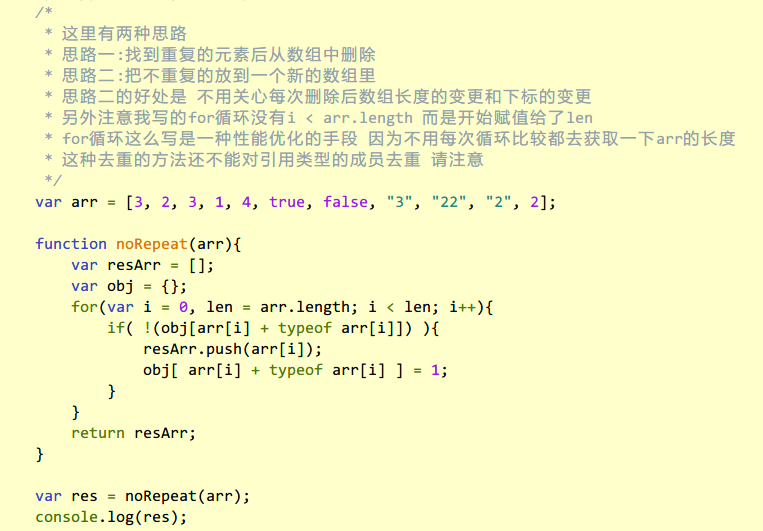 /*
 * 这里有两种思路
 * 思路一:找到重复的元素后从数组中删除
 * 思路二:把不重复的放到一个新的数组里
 * 思路二的好处是 不用关心每次删除后数组长度的变更和下标的变更
 * 另外注意我写的for循环没有i < arr.length 而是开始赋值给了len
 * for循环这么写是一种性能优化的手段 因为不用每次循环比较都去获取一下arr的长度
 * 这种去重的方法还不能对引用类型的成员去重 请注意
 */
var arr = [3, 2, 3, 1, 4, true, false, "3", "22", "2", 2];

function noRepeat(arr){
    var resArr = [];
    var obj = {};
    for(var i = 0, len = arr.length; i < len; i++){
        if( !(obj[arr[i] + typeof arr[i]]) ){
            resArr.push(arr[i]);
            obj[ arr[i] + typeof arr[i] ] = 1;
        }
    }
    return resArr;
}

var res = noRepeat(arr);
console.log(res);